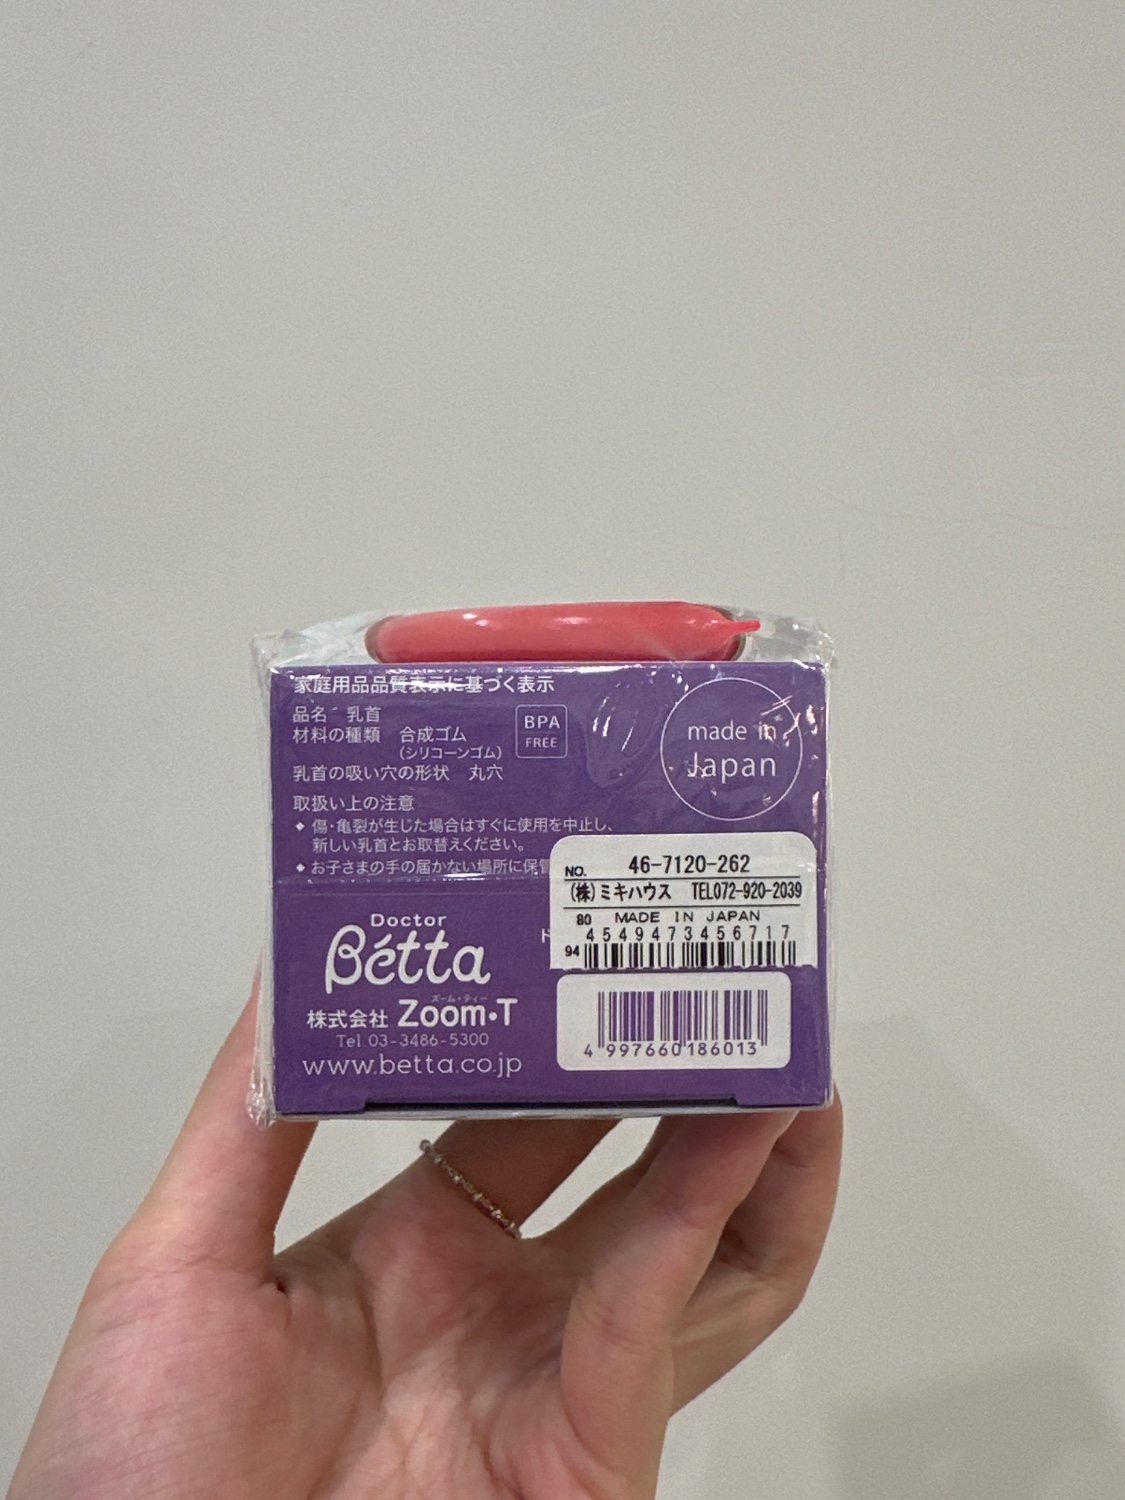 家庭用品品質表示に基づく表示
品名 乳首
材料の種類 合成ゴム
(シリコーンゴム)
乳首の吸い穴の形状 丸穴
BPA
FREE
made in
Japan
取扱い上の注意
◆ 傷・亀裂が生じた場合はすぐに使用を中止し、
新しい乳首とお取替えください。
◆ お子さまの手の届かない場所に保管
NO. 46-7120-262
(株)ミキハウス TEL072-920-2039
80 MADE IN JAPAN
4549473456717
94
Doctor
Bétta
ド
ズーム・ティー
株式会社 Zoom・T
Tel 03-3486-5300
www.betta.co.jp
4 997660 186013